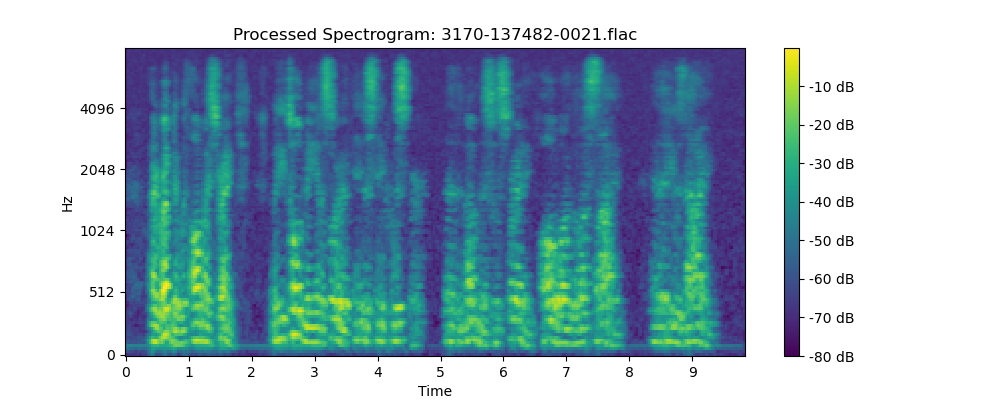 Processed Spectrogram: 3170-137482-0021.flac
Hz
4096
2048
1024
512
0
0 1 2 3 4 5 6 7 8 9
Time
-10 dB
-20 dB
-30 dB
-40 dB
-50 dB
-60 dB
-70 dB
-80 dB